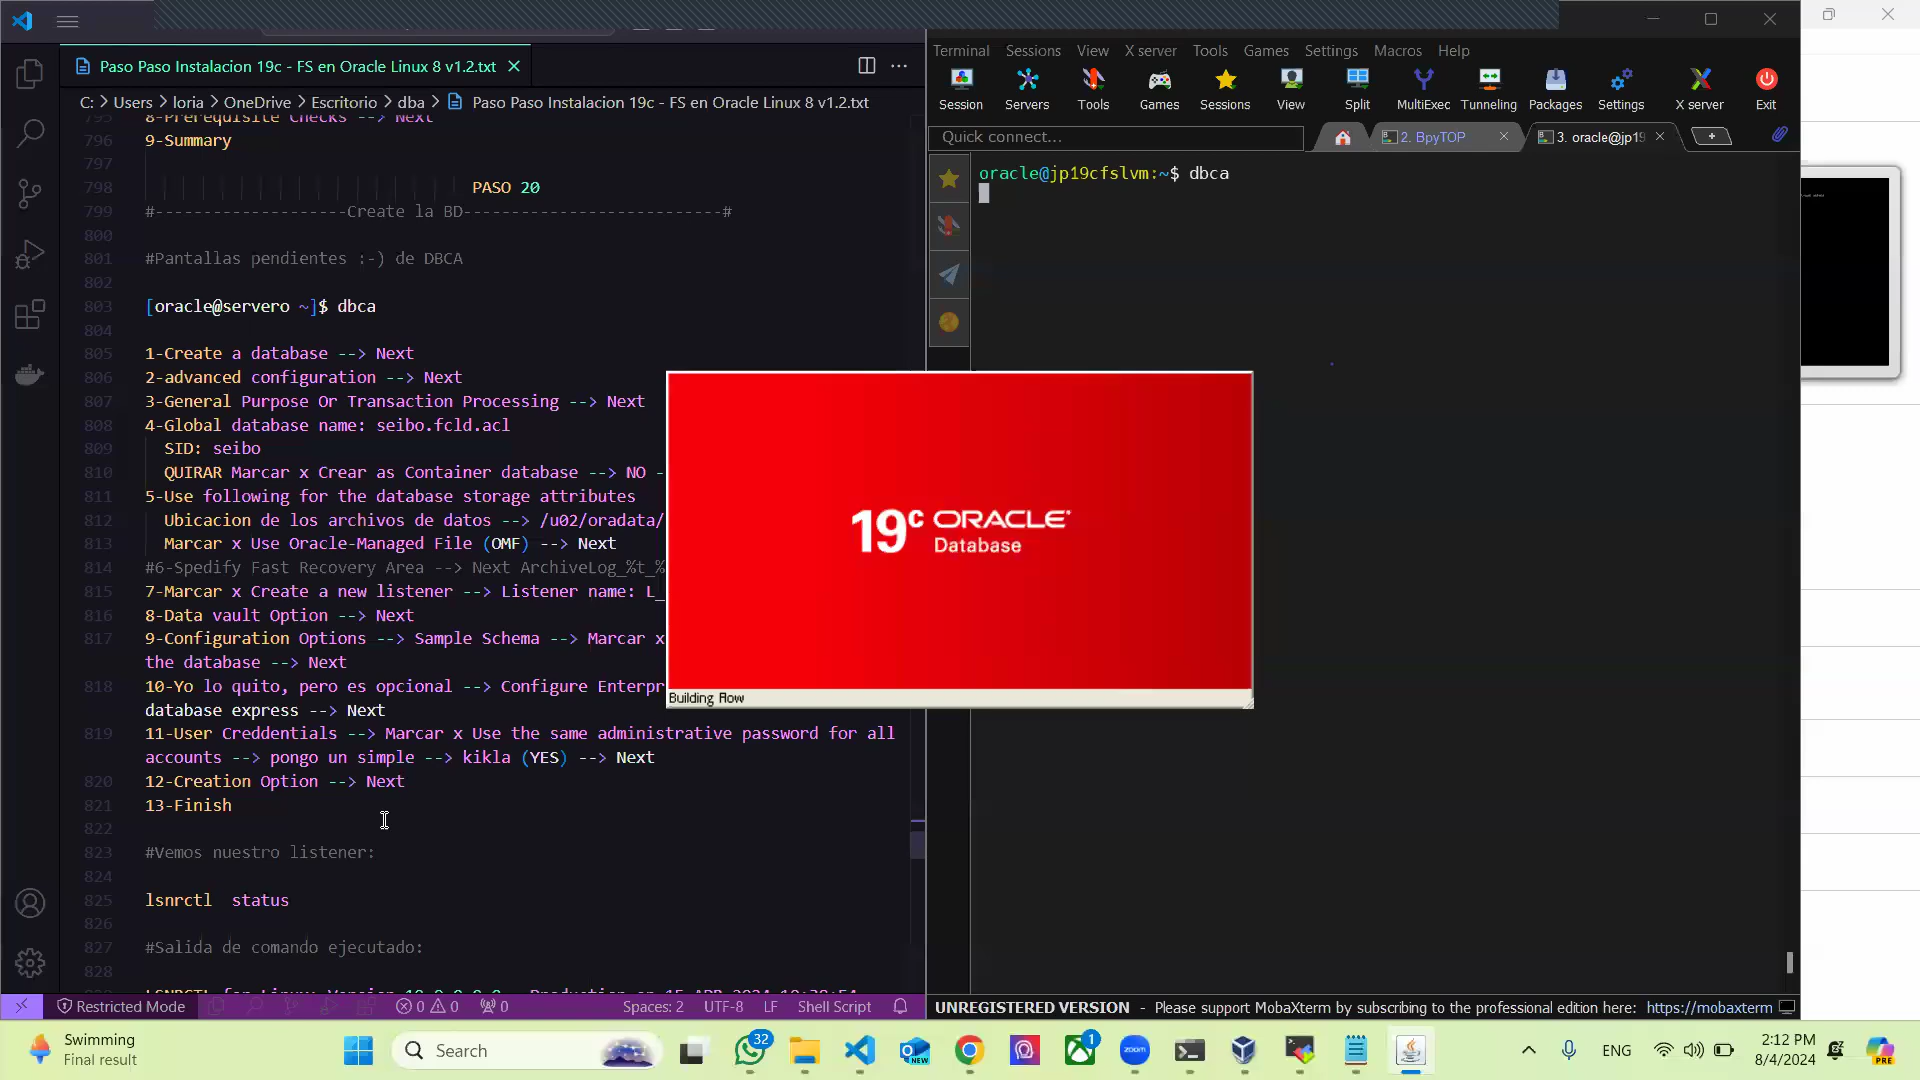 Paso Paso Instalacion 19c - FS en Oracle Linux 8 v1.2.txt
C: > Users > loria > OneDrive > Escritorio > dba > Paso Paso Instalacion 19c - FS en Oracle Linux 8 v1.2.txt
795 8-Prerequisite Checks --> Next
796 9-Summary
797
798 PASO 20
799 #--------------------Create la BD---------------------------#
800
801 #Pantallas pendientes :-) de DBCA
802
803 [oracle@servero ~]$ dbca
804
805 1-Create a database --> Next
806 2-advanced configuration --> Next
807 3-General Purpose Or Transaction Processing --> Next
808 4-Global database name: seibo.fcld.acl
809 SID: seibo
810 QUIRAR Marcar x Crear as Container database --> NO -
811 5-Use following for the database storage attributes
812 Ubicacion de los archivos de datos --> /u02/oradata/
813 Marcar x Use Oracle-Managed File (OMF) --> Next
814 #6-Spedify Fast Recovery Area --> Next ArchiveLog_%t_%
815 7-Marcar x Create a new listener --> Listener name: L_
816 8-Data vault Option --> Next
817 9-Configuration Options --> Sample Schema --> Marcar x
the database --> Next
818 10-Yo lo quito, pero es opcional --> Configure Enterpr
database express --> Next
819 11-User Creddentials --> Marcar x Use the same administrative password for all
accounts --> pongo un simple --> kikla (YES) --> Next
820 12-Creation Option --> Next
821 13-Finish
822
823 #Vemos nuestro listener:
824
825 lsnrctl  status
826
827 #Salida de comando ejecutado:
828
Restricted Mode 0 0 0 Spaces: 2 UTF-8 LF Shell Script
Terminal Sessions View X server Tools Games Settings Macros Help
Session Servers Tools Games Sessions View Split MultiExec Tunneling Packages Settings X server Exit
Quick connect... 2. BpyTOP 3. oracle@jp19
oracle@jp19cfslvm:~$ dbca
19c ORACLE®
Database
Building Flow
UNREGISTERED VERSION - Please support MobaXterm by subscribing to the professional edition here: https://mobaxterm
Swimming
Final result
Search
32
NEW
1
zoom
ENG
2:12 PM
8/4/2024
PRE